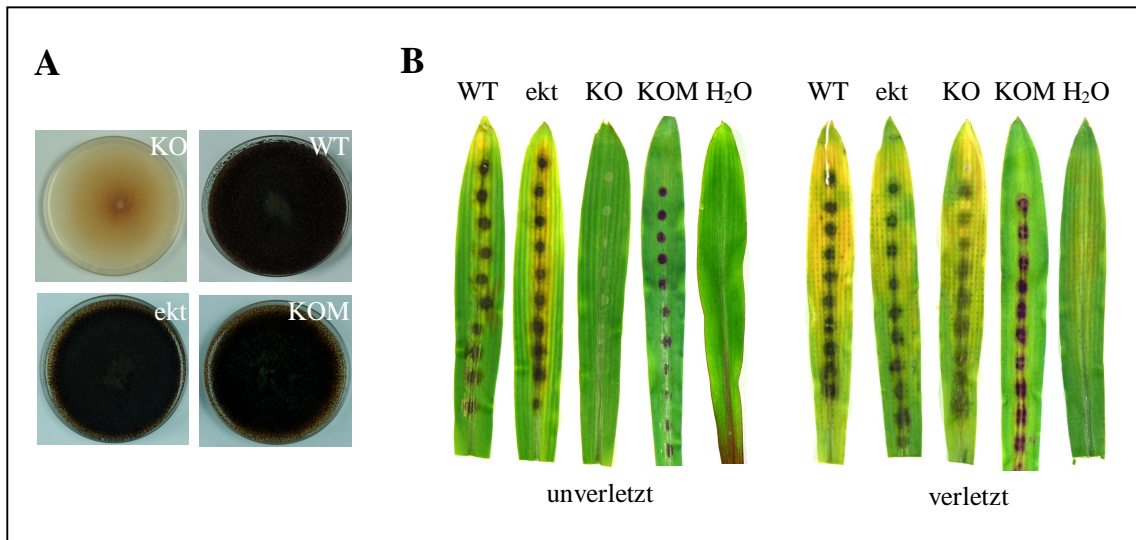 A
KO
WT
ekt
KOM
B
WT ekt KO KOM H₂O
unverletzt
WT ekt KO KOM H₂O
verletzt